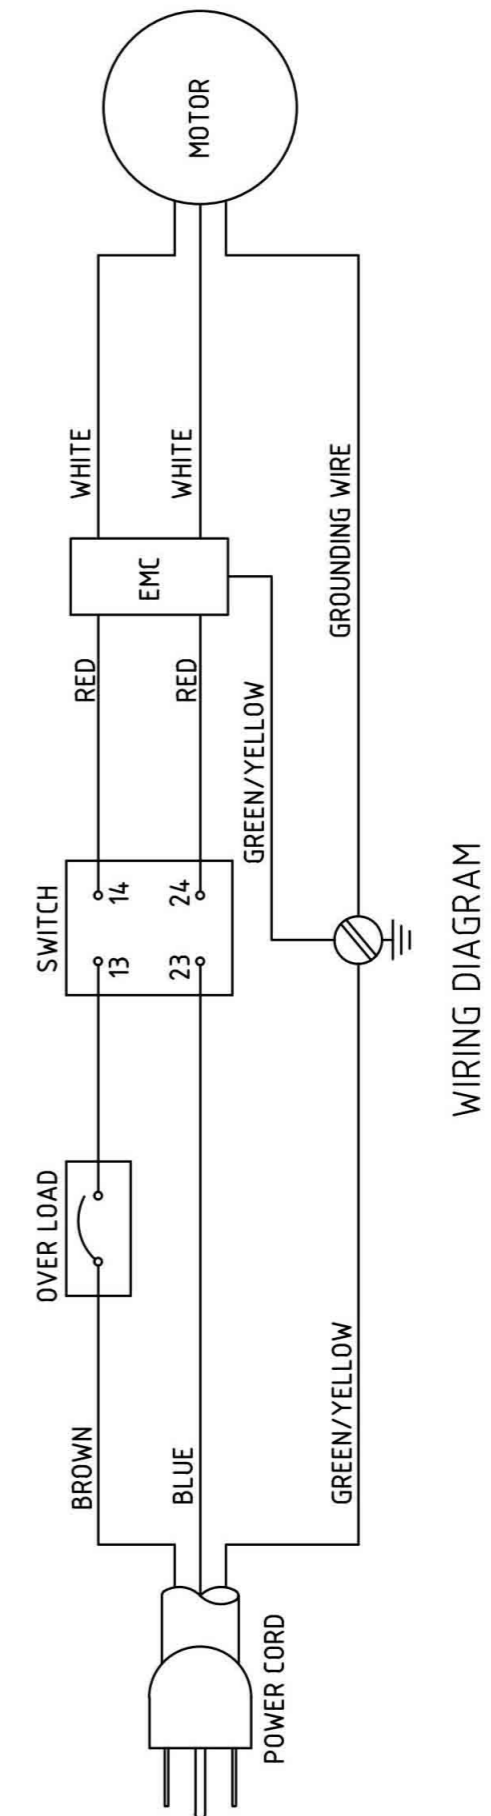 POWER CORD
BROWN
BLUE
GREEN/YELLOW
OVER LOAD
SWITCH
13
14
23
24
RED
RED
GREEN/YELLOW
EMC
WHITE
WHITE
GROUNDING WIRE
MOTOR
WIRING DIAGRAM